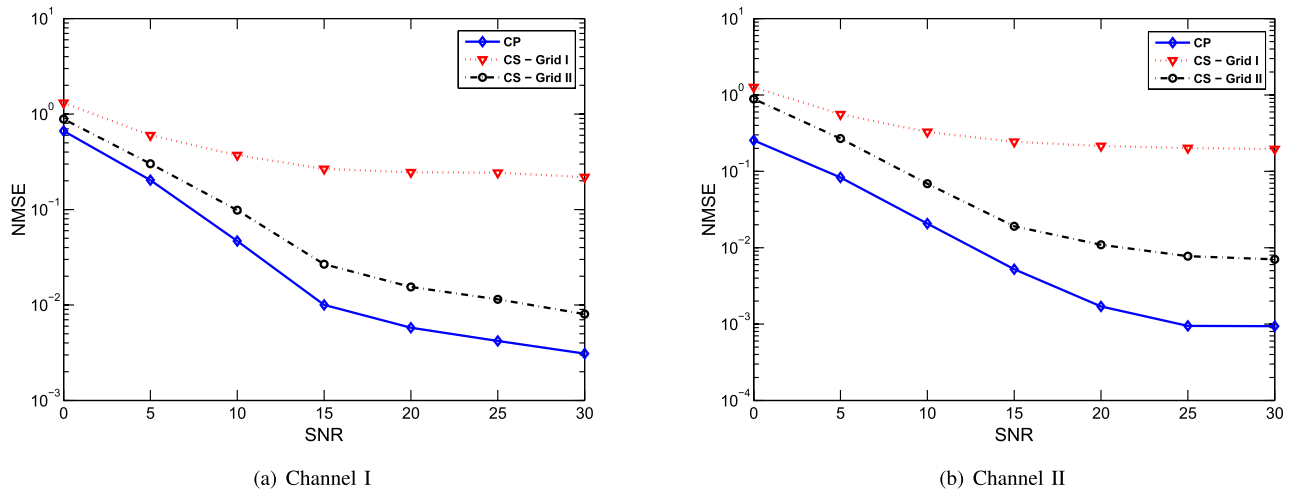 10^1
10^0
10^−1
10^−2
10^−3
NMSE
0 5 10 15 20 25 30
SNR
CP
CS − Grid I
CS − Grid II
(a) Channel I
10^1
10^0
10^−1
10^−2
10^−3
10^−4
NMSE
0 5 10 15 20 25 30
SNR
CP
CS − Grid I
CS − Grid II
(b) Channel II